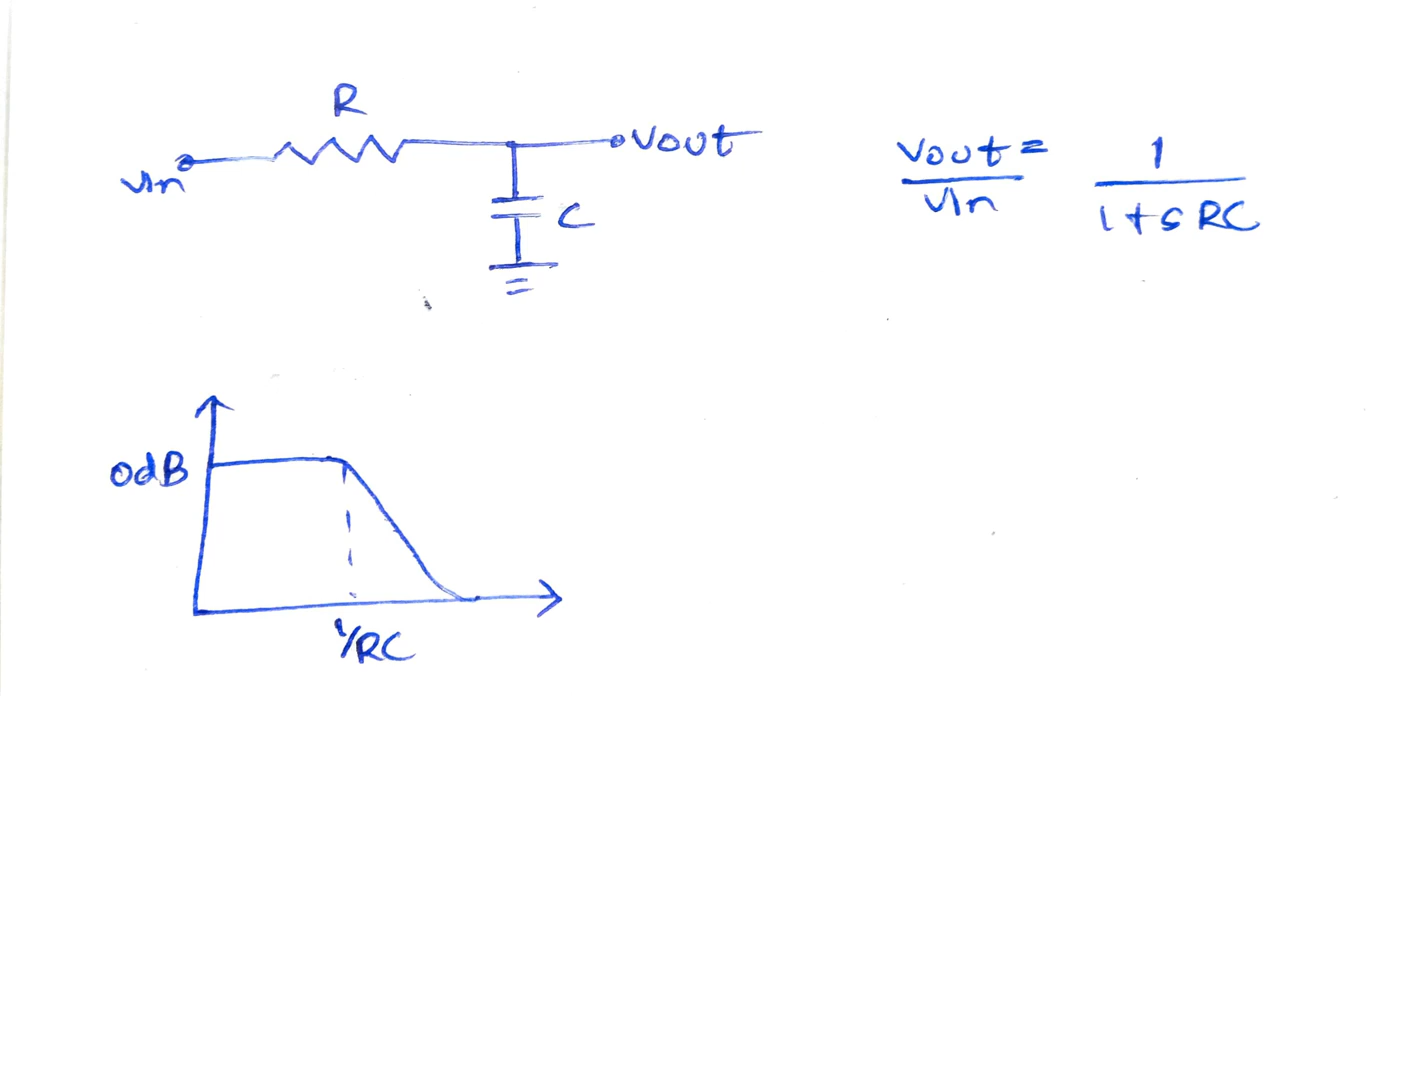 R
Vin
Vout
C
Vout = 1
Vin 1+sRC
0dB
1/RC